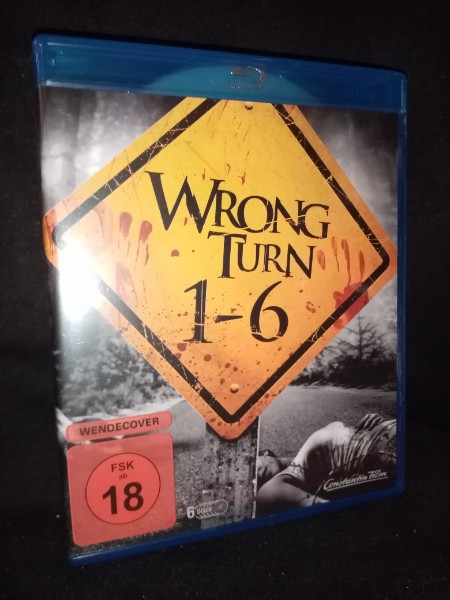 WRONG
TURN
1-6
WENDECOVER
FSK
ab
18
6 Discs
Constantin Film